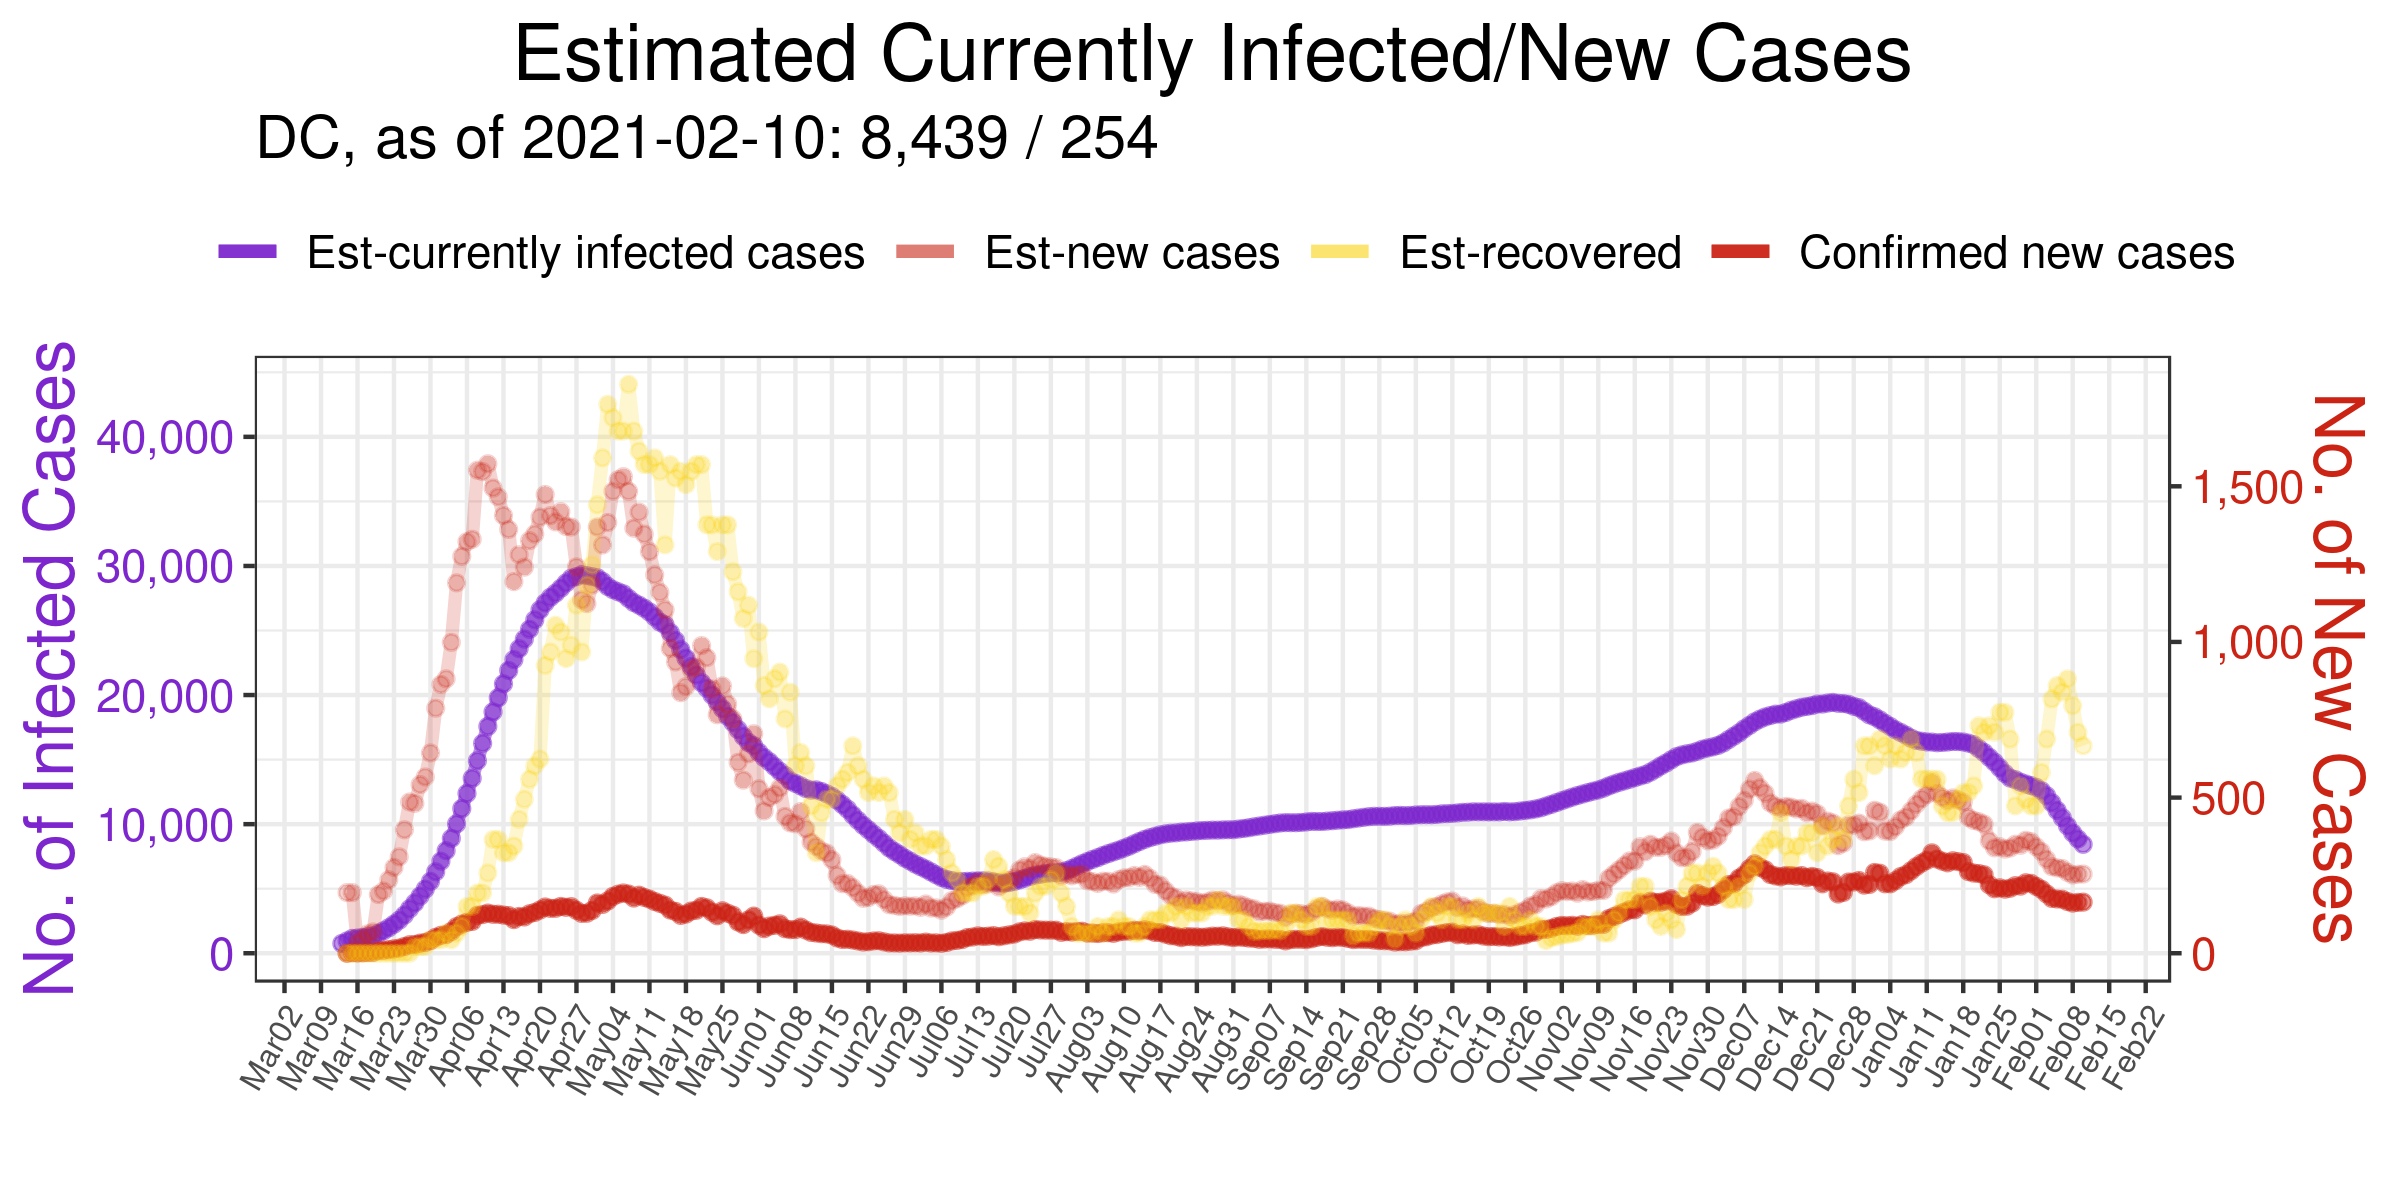 Estimated Currently Infected/New Cases
DC, as of 2021-02-10: 8,439 / 254
Est-currently infected cases
Est-new cases
Est-recovered
Confirmed new cases
No. of Infected Cases
40,000
30,000
20,000
10,000
0
1,500
1,000
500
0
No. of New Cases
Mar02
Mar09
Mar16
Mar23
Mar30
Apr06
Apr13
Apr20
Apr27
May04
May11
May18
May25
Jun01
Jun08
Jun15
Jun22
Jun29
Jul06
Jul13
Jul20
Jul27
Aug03
Aug10
Aug17
Aug24
Aug31
Sep07
Sep14
Sep21
Sep28
Oct05
Oct12
Oct19
Oct26
Nov02
Nov09
Nov16
Nov23
Nov30
Dec07
Dec14
Dec21
Dec28
Jan04
Jan11
Jan18
Jan25
Feb01
Feb08
Feb15
Feb22